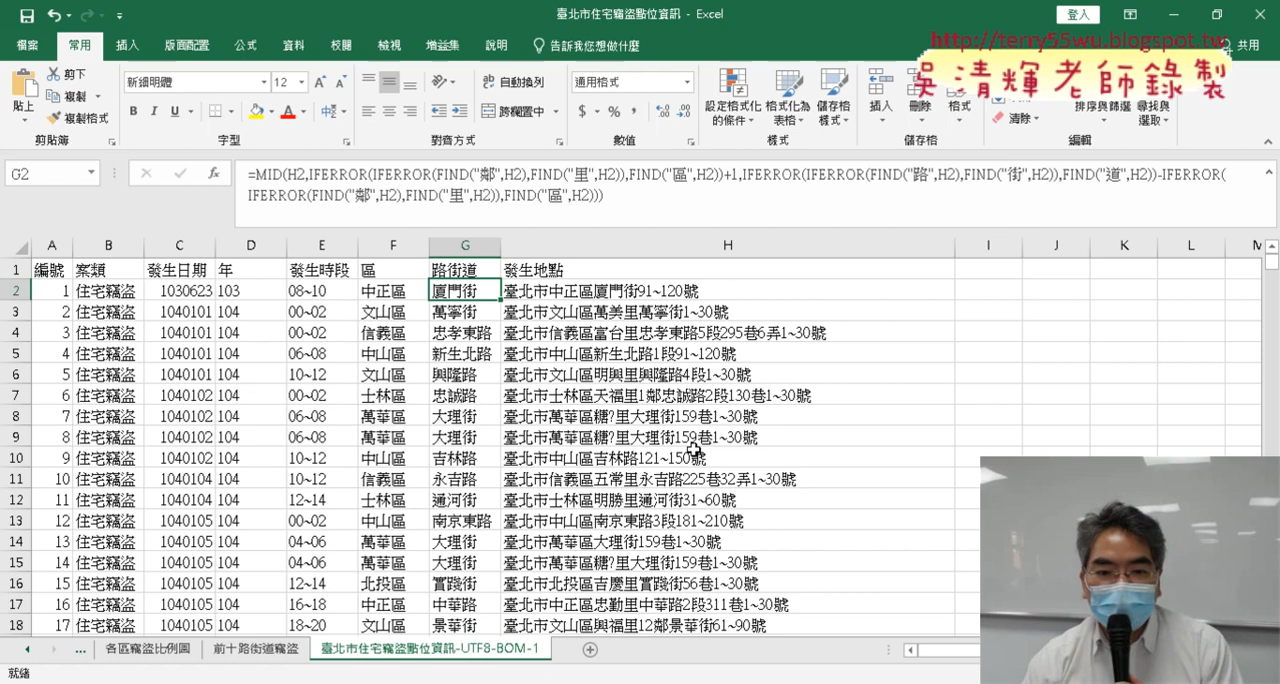 臺北市住宅竊盜點位資訊 - Excel
登入
檔案 常用 插入 版面配置 公式 資料 校閱 檢視 增益集 說明 告訴我您想做什麼 共用
http://terry55wu.blogspot.tw
吳清輝老師錄製
貼上 剪下 複製 複製格式
新細明體 12 自動換列 通用格式
B I U 跨欄置中 $ % ,
設定格式化的條件 格式化為表格 儲存格樣式 插入 刪除 格式 清除 排序與篩選 尋找與選取
剪貼簿 字型 對齊方式 數值 樣式 儲存格 編輯
G2 fx =MID(H2,IFERROR(IFERROR(FIND("鄰",H2),FIND("里",H2)),FIND("區",H2))+1,IFERROR(IFERROR(FIND("路",H2),FIND("街",H2)),FIND("道",H2))-IFERROR(
IFERROR(FIND("鄰",H2),FIND("里",H2)),FIND("區",H2)))
A B C D E F G H I J K L M
1 編號 案類 發生日期 年 發生時段 區 路街道 發生地點
2 1 住宅竊盜 1030623 103 08~10 中正區 廈門街 臺北市中正區廈門街91~120號
3 2 住宅竊盜 1040101 104 00~02 文山區 萬寧街 臺北市文山區萬美里萬寧街1~30號
4 3 住宅竊盜 1040101 104 00~02 信義區 忠孝東路 臺北市信義區富台里忠孝東路5段295巷6弄1~30號
5 4 住宅竊盜 1040101 104 06~08 中山區 新生北路 臺北市中山區新生北路1段91~120號
6 5 住宅竊盜 1040101 104 10~12 文山區 興隆路 臺北市文山區明興里興隆路4段1~30號
7 6 住宅竊盜 1040102 104 00~02 士林區 忠誠路 臺北市士林區天福里1鄰忠誠路2段130巷1~30號
8 7 住宅竊盜 1040102 104 06~08 萬華區 大理街 臺北市萬華區糖?里大理街159巷1~30號
9 8 住宅竊盜 1040102 104 06~08 萬華區 大理街 臺北市萬華區糖?里大理街159巷1~30號
10 9 住宅竊盜 1040102 104 10~12 中山區 吉林路 臺北市中山區吉林路121~150號
11 10 住宅竊盜 1040104 104 10~12 信義區 永吉路 臺北市信義區五常里永吉路225巷32弄1~30號
12 11 住宅竊盜 1040105 104 12~14 士林區 通河街 臺北市士林區明勝里通河街31~60號
13 12 住宅竊盜 1040105 104 00~02 中山區 南京東路 臺北市中山區南京東路3段181~210號
14 13 住宅竊盜 1040105 104 04~06 萬華區 大理街 臺北市萬華區大理街159巷1~30號
15 14 住宅竊盜 1040105 104 04~06 萬華區 大理街 臺北市萬華區糖?里大理街159巷1~30號
16 15 住宅竊盜 1040105 104 12~14 北投區 實踐街 臺北市北投區吉慶里實踐街56巷1~30號
17 16 住宅竊盜 1040105 104 16~18 中正區 中華路 臺北市中正區忠勤里中華路2段311巷1~30號
18 17 住宅竊盜 1040105 104 18~20 文山區 景華街 臺北市文山區興福里12鄰景華街61~90號
... 各區竊盜比例圖 前十路街道竊盜 臺北市住宅竊盜點位資訊-UTF8-BOM-1
就緒